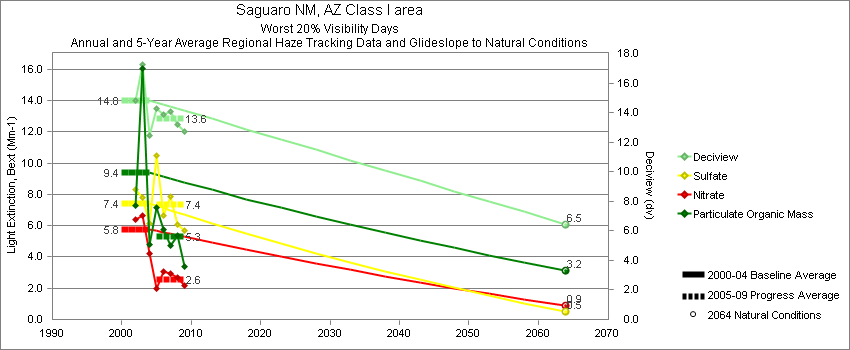 Saguaro NM, AZ Class I area
Worst 20% Visibility Days
Annual and 5-Year Average Regional Haze Tracking Data and Glideslope to Natural Conditions
18.0
16.0
16.0
14.8
14.0
14.0
13.6
12.0
12.0
10.0
10.0
9.4
8.0
8.0
7.4
7.4
6.5
6.0
6.0
5.8
5.3
4.0
4.0
3.2
2.6
2.0
2.0
0.9
0.5
0.0
0.0
1990 2000 2010 2020 2030 2040 2050 2060 2070
Light Extinction, Bext (Mm-1)
Deciview (dv)
Deciview
Sulfate
Nitrate
Particulate Organic Mass
2000-04 Baseline Average
2005-09 Progress Average
2064 Natural Conditions